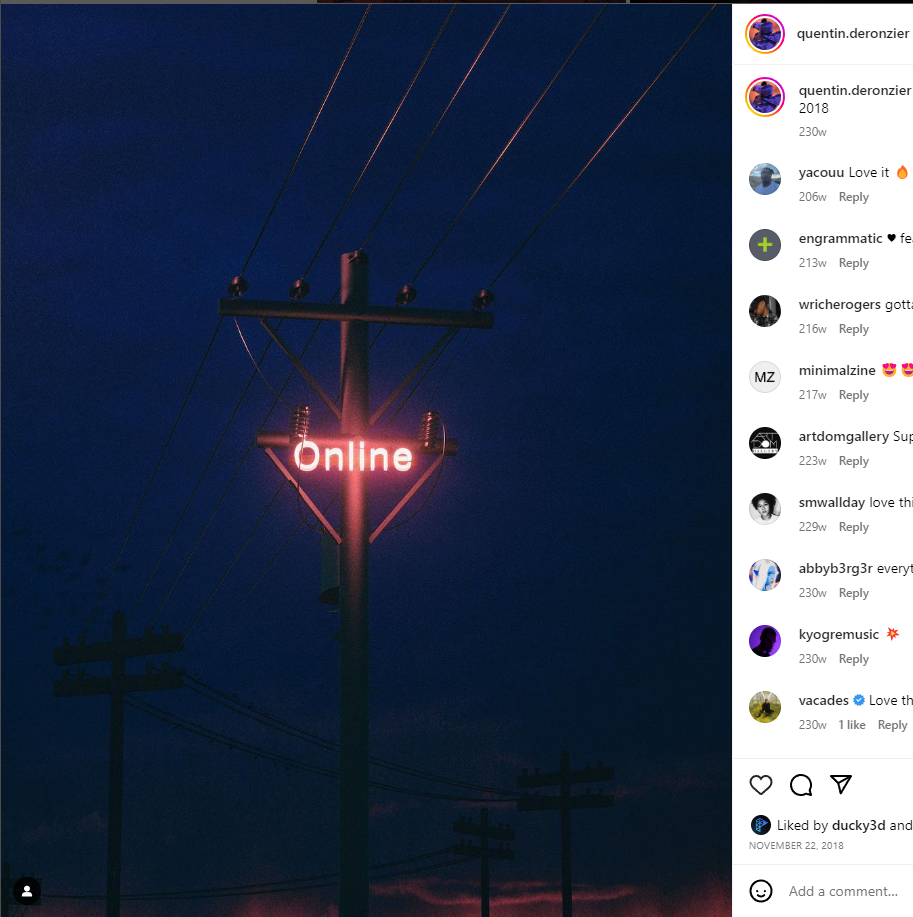 Online
quentin.deronzier
quentin.deronzier
2018
230w
yacouu Love it 🔥
206w Reply
engrammatic 🖤
213w Reply
wricherogers
216w Reply
MZ
minimalzine 😍😍
217w Reply
artdomgallery
223w Reply
smwallday love
229w Reply
abbyb3rg3r
230w Reply
kyogremusic 💥
230w Reply
vacades Love
230w 1 like Reply
Liked by ducky3d and
NOVEMBER 22, 2018
Add a comment...